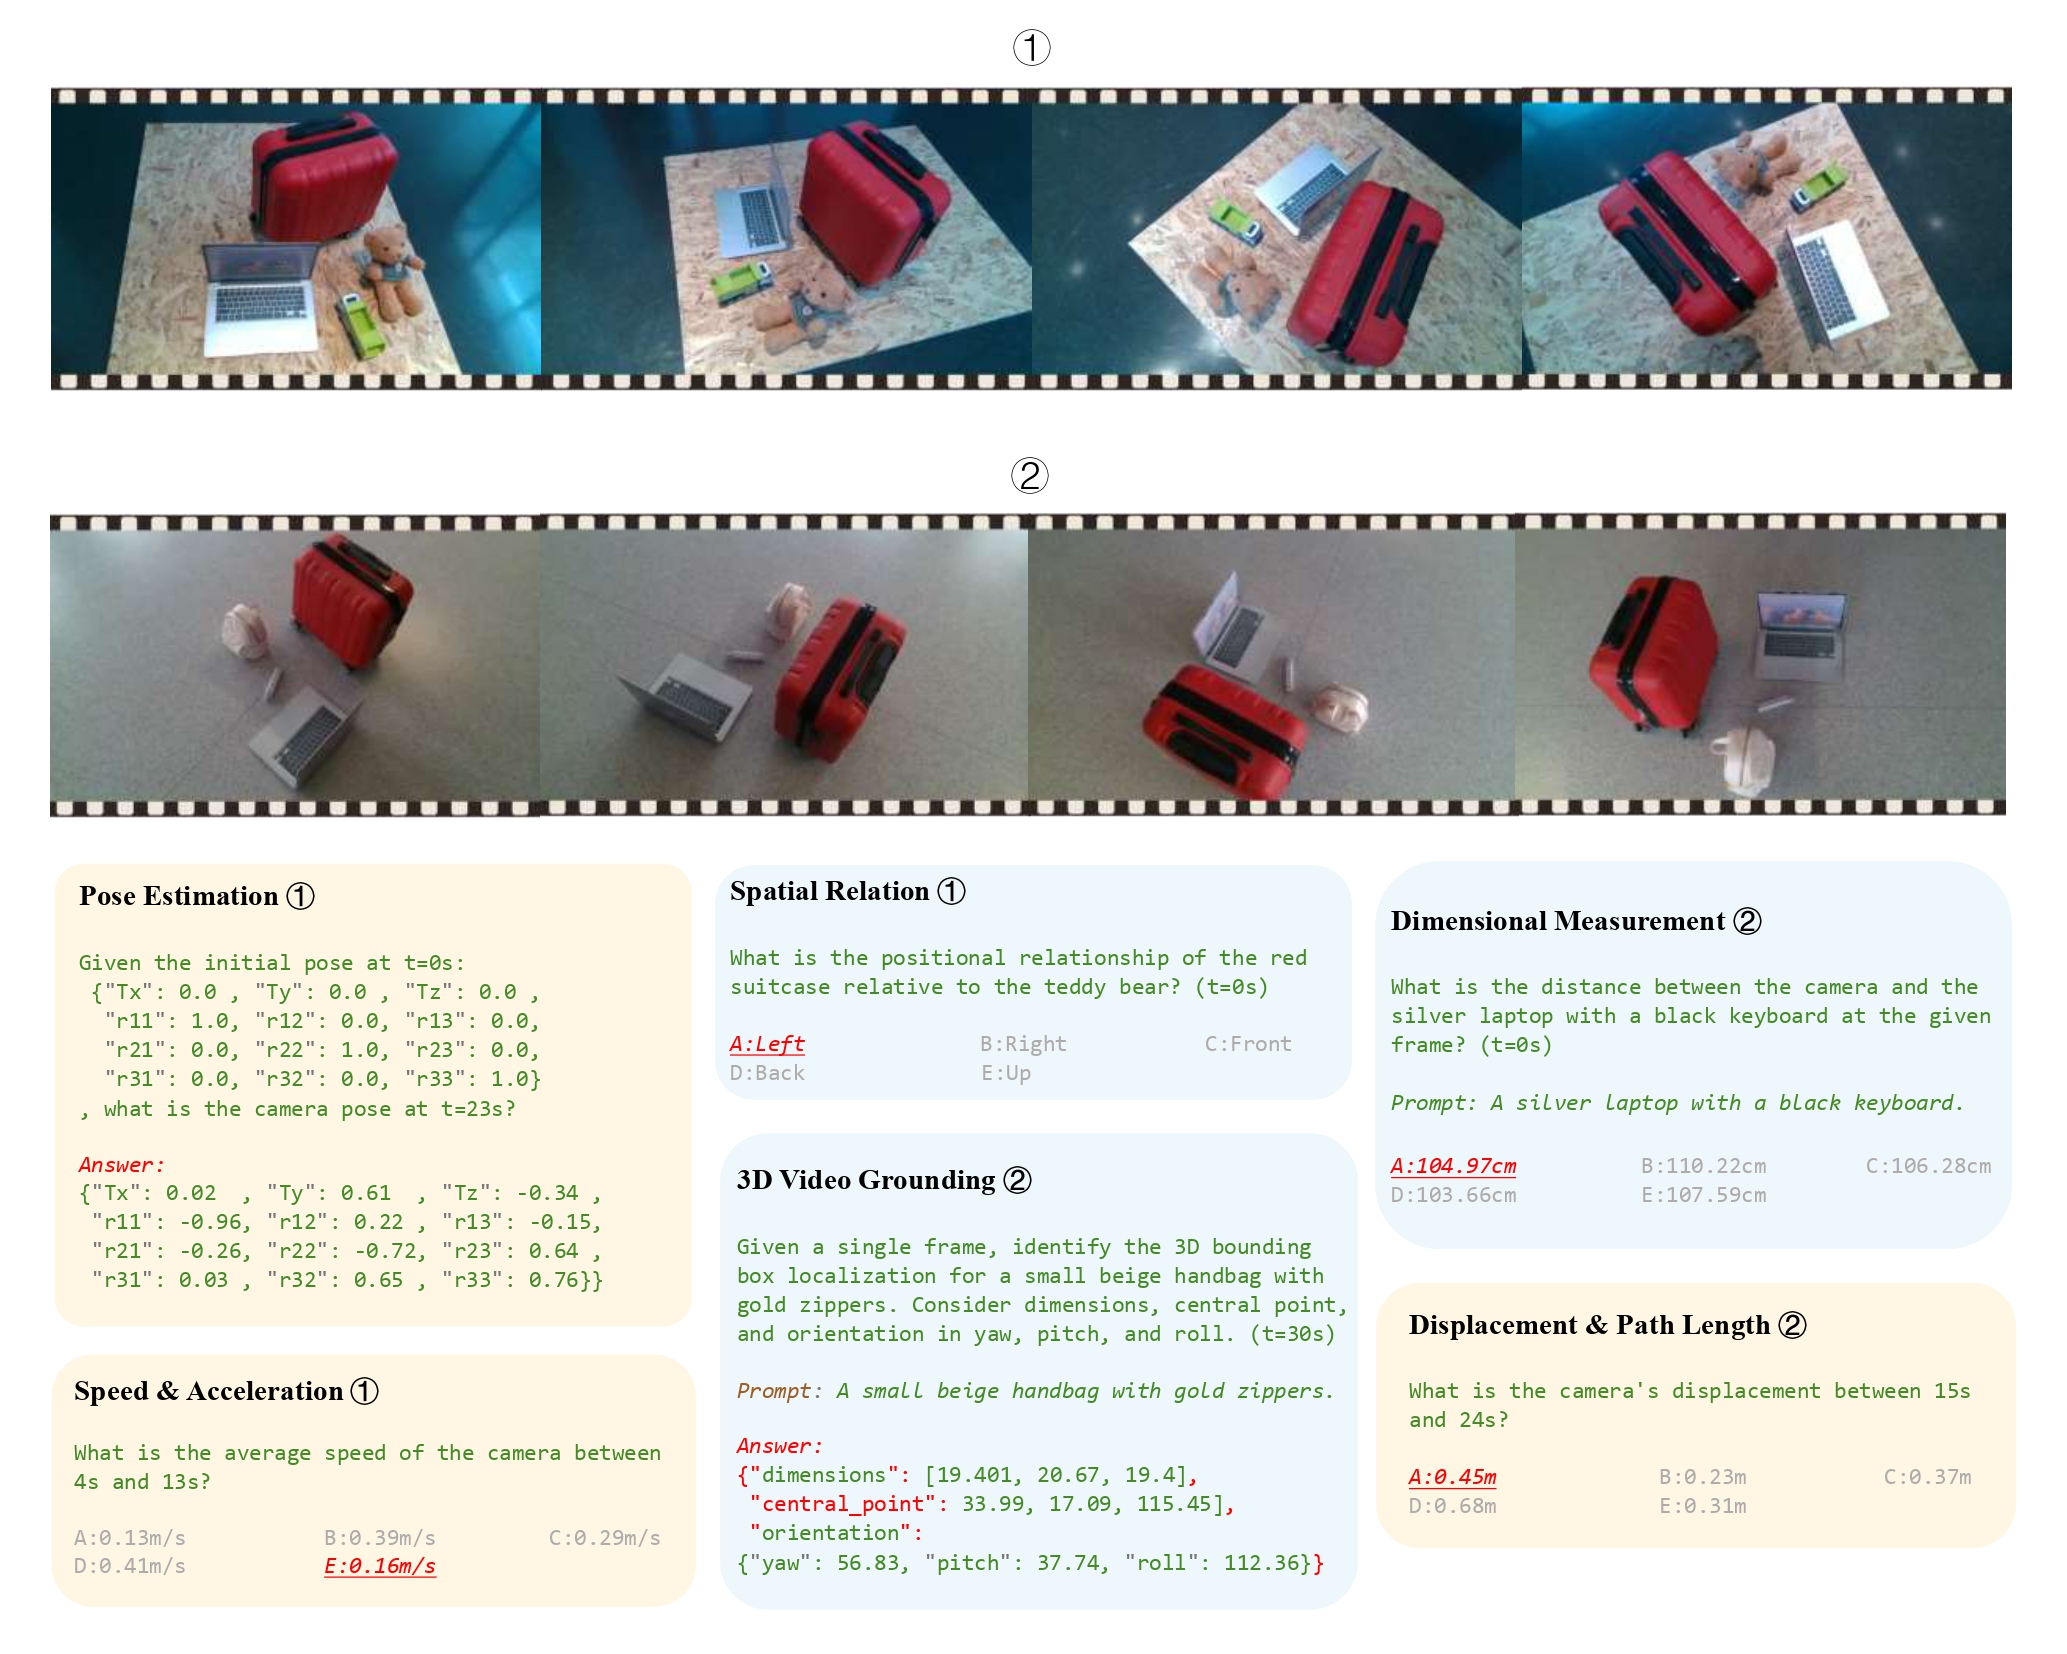 ①
②
Pose Estimation ①
Given the initial pose at t=0s:
{"Tx": 0.0 , "Ty": 0.0 , "Tz": 0.0 ,
"r11": 1.0, "r12": 0.0, "r13": 0.0,
"r21": 0.0, "r22": 1.0, "r23": 0.0,
"r31": 0.0, "r32": 0.0, "r33": 1.0}
, what is the camera pose at t=23s?
Answer:
{"Tx": 0.02 , "Ty": 0.61 , "Tz": -0.34 ,
"r11": -0.96, "r12": 0.22 , "r13": -0.15,
"r21": -0.26, "r22": -0.72, "r23": 0.64 ,
"r31": 0.03 , "r32": 0.65 , "r33": 0.76}}
Speed & Acceleration ①
What is the average speed of the camera between
4s and 13s?
A:0.13m/s B:0.39m/s C:0.29m/s
D:0.41m/s E:0.16m/s
Spatial Relation ①
What is the positional relationship of the red
suitcase relative to the teddy bear? (t=0s)
A:Left B:Right C:Front
D:Back E:Up
3D Video Grounding ②
Given a single frame, identify the 3D bounding
box localization for a small beige handbag with
gold zippers. Consider dimensions, central point,
and orientation in yaw, pitch, and roll. (t=30s)
Prompt: A small beige handbag with gold zippers.
Answer:
{"dimensions": [19.401, 20.67, 19.4],
"central_point": 33.99, 17.09, 115.45],
"orientation":
{"yaw": 56.83, "pitch": 37.74, "roll": 112.36}}
Dimensional Measurement ②
What is the distance between the camera and the
silver laptop with a black keyboard at the given
frame? (t=0s)
Prompt: A silver laptop with a black keyboard.
A:104.97cm B:110.22cm C:106.28cm
D:103.66cm E:107.59cm
Displacement & Path Length ②
What is the camera's displacement between 15s
and 24s?
A:0.45m B:0.23m C:0.37m
D:0.68m E:0.31m